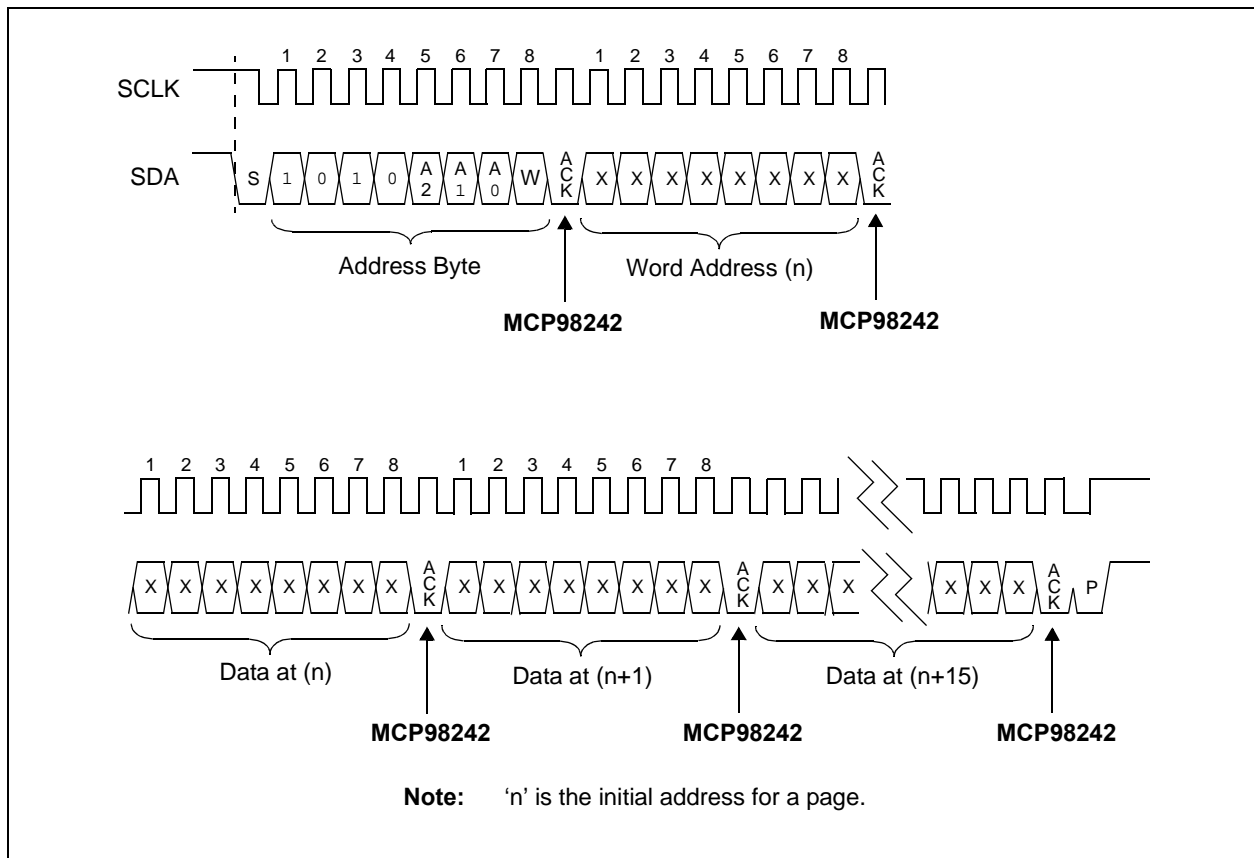 1 2 3 4 5 6 7 8 1 2 3 4 5 6 7 8
SCLK
SDA
S 1 0 1 0 A2 A1 A0 W ACK X X X X X X X X ACK
Address Byte
Word Address (n)
MCP98242
MCP98242
1 2 3 4 5 6 7 8 1 2 3 4 5 6 7 8
X X X X X X X X ACK X X X X X X X X ACK X X X X X X ACK P
Data at (n)
Data at (n+1)
Data at (n+15)
MCP98242
MCP98242
MCP98242
Note: ‘n’ is the initial address for a page.